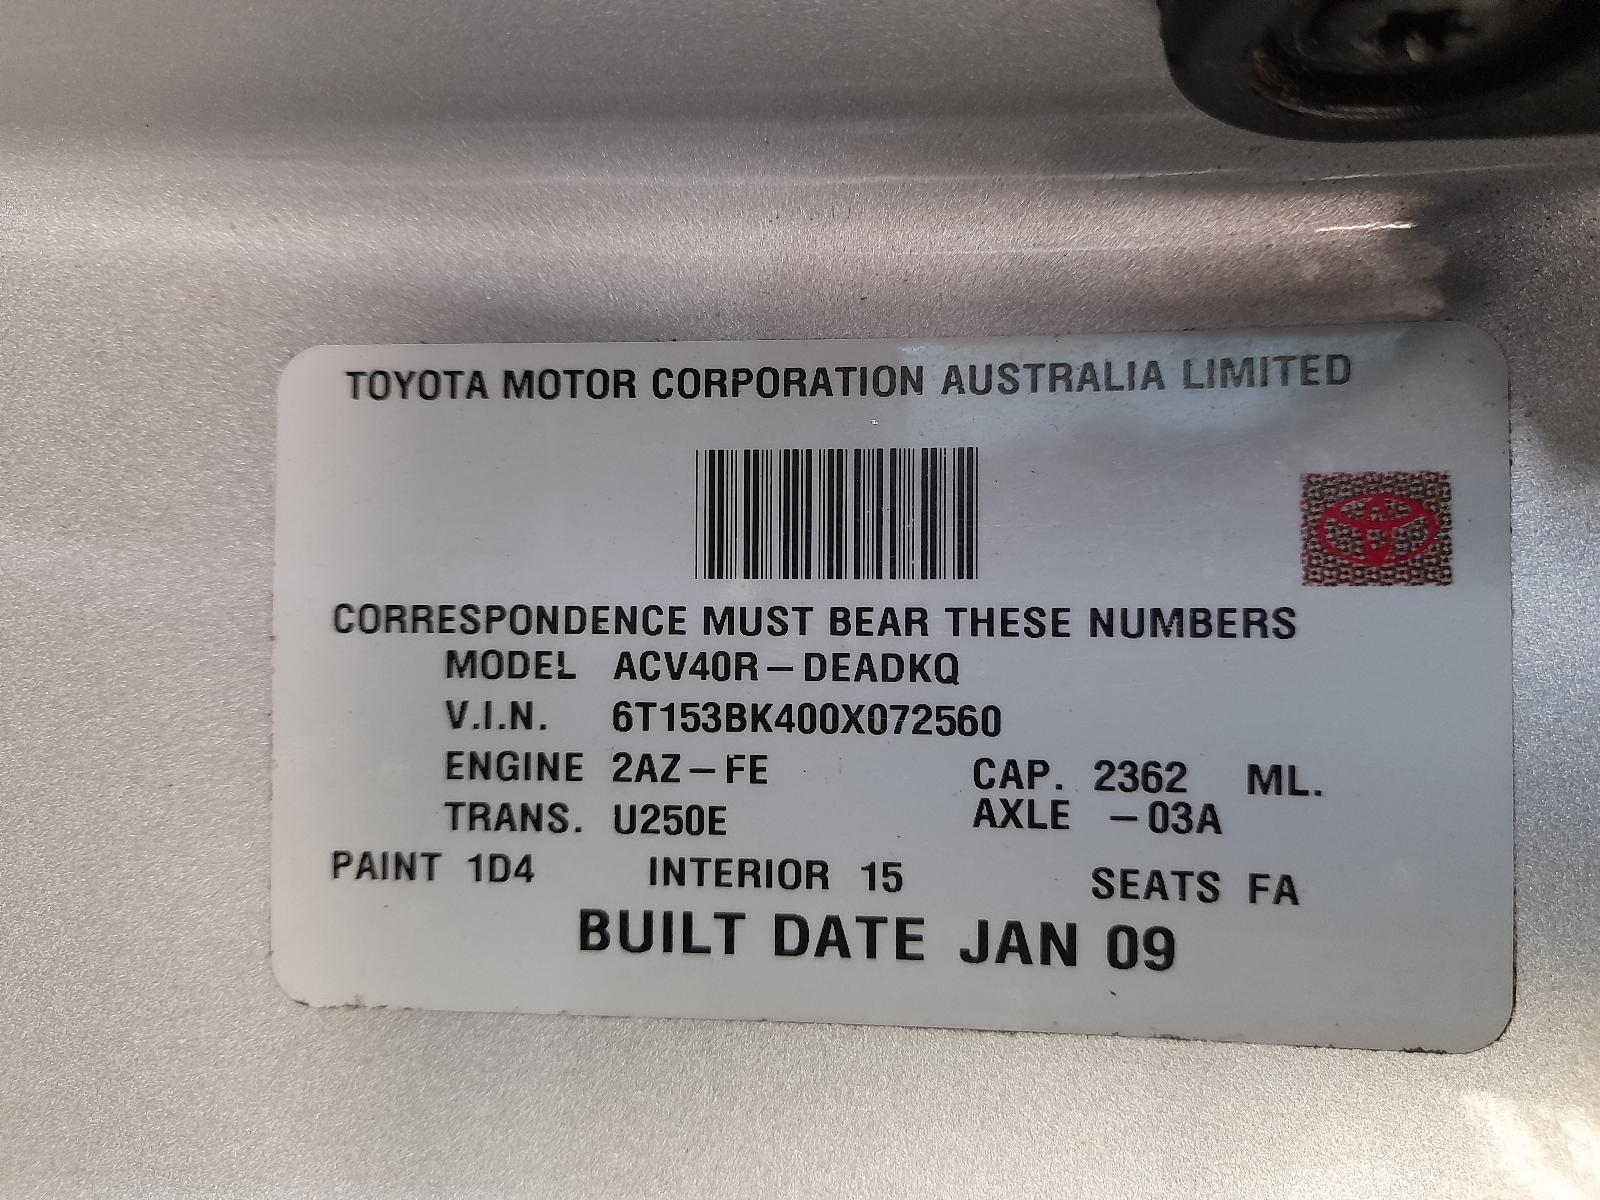 TOYOTA MOTOR CORPORATION AUSTRALIA LIMITED
CORRESPONDENCE MUST BEAR THESE NUMBERS
MODEL ACV40R-DEADKQ
V.I.N. 6T153BK400X072560
ENGINE 2AZ-FE CAP. 2362 ML.
TRANS. U250E AXLE -03A
PAINT 1D4 INTERIOR 15 SEATS FA
BUILT DATE JAN 09